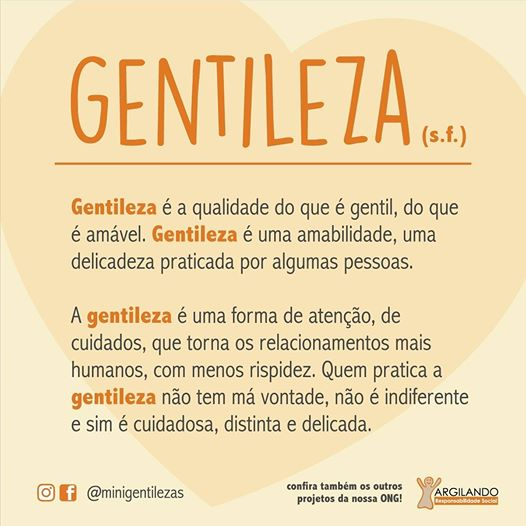 GENTILEZA (s.f.)
Gentileza é a qualidade do que é gentil, do que
é amável. Gentileza é uma amabilidade, uma
delicadeza praticada por algumas pessoas.
A gentileza é uma forma de atenção, de
cuidados, que torna os relacionamentos mais
humanos, com menos rispidez. Quem pratica a
gentileza não tem má vontade, não é indiferente
e sim é cuidadosa, distinta e delicada.
@minigentilezas
confira também os outros
projetos da nossa ONG!
ARGILANDO
Responsabilidade Social